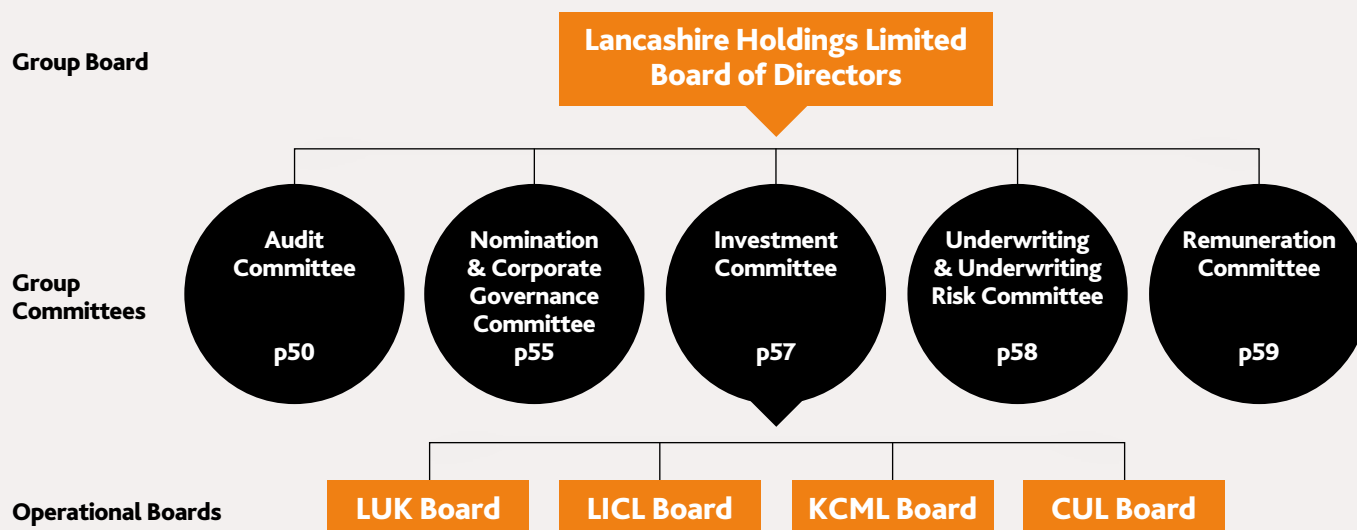 Group Board
Lancashire Holdings Limited
Board of Directors
Group
Committees
Audit
Committee
p50
Nomination
& Corporate
Governance
Committee
p55
Investment
Committee
p57
Underwriting
& Underwriting
Risk Committee
p58
Remuneration
Committee
p59
Operational Boards
LUK Board
LICL Board
KCML Board
CUL Board